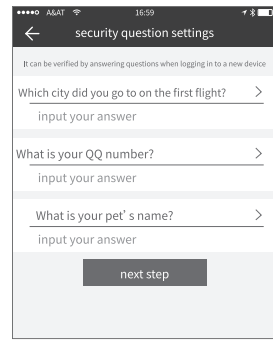 A&AT 16:59
security question settings
It can be verified by answering questions when logging in to a new device
Which city did you go to on the first flight?
input your answer
What is your QQ number?
input your answer
What is your pet's name?
input your answer
next step